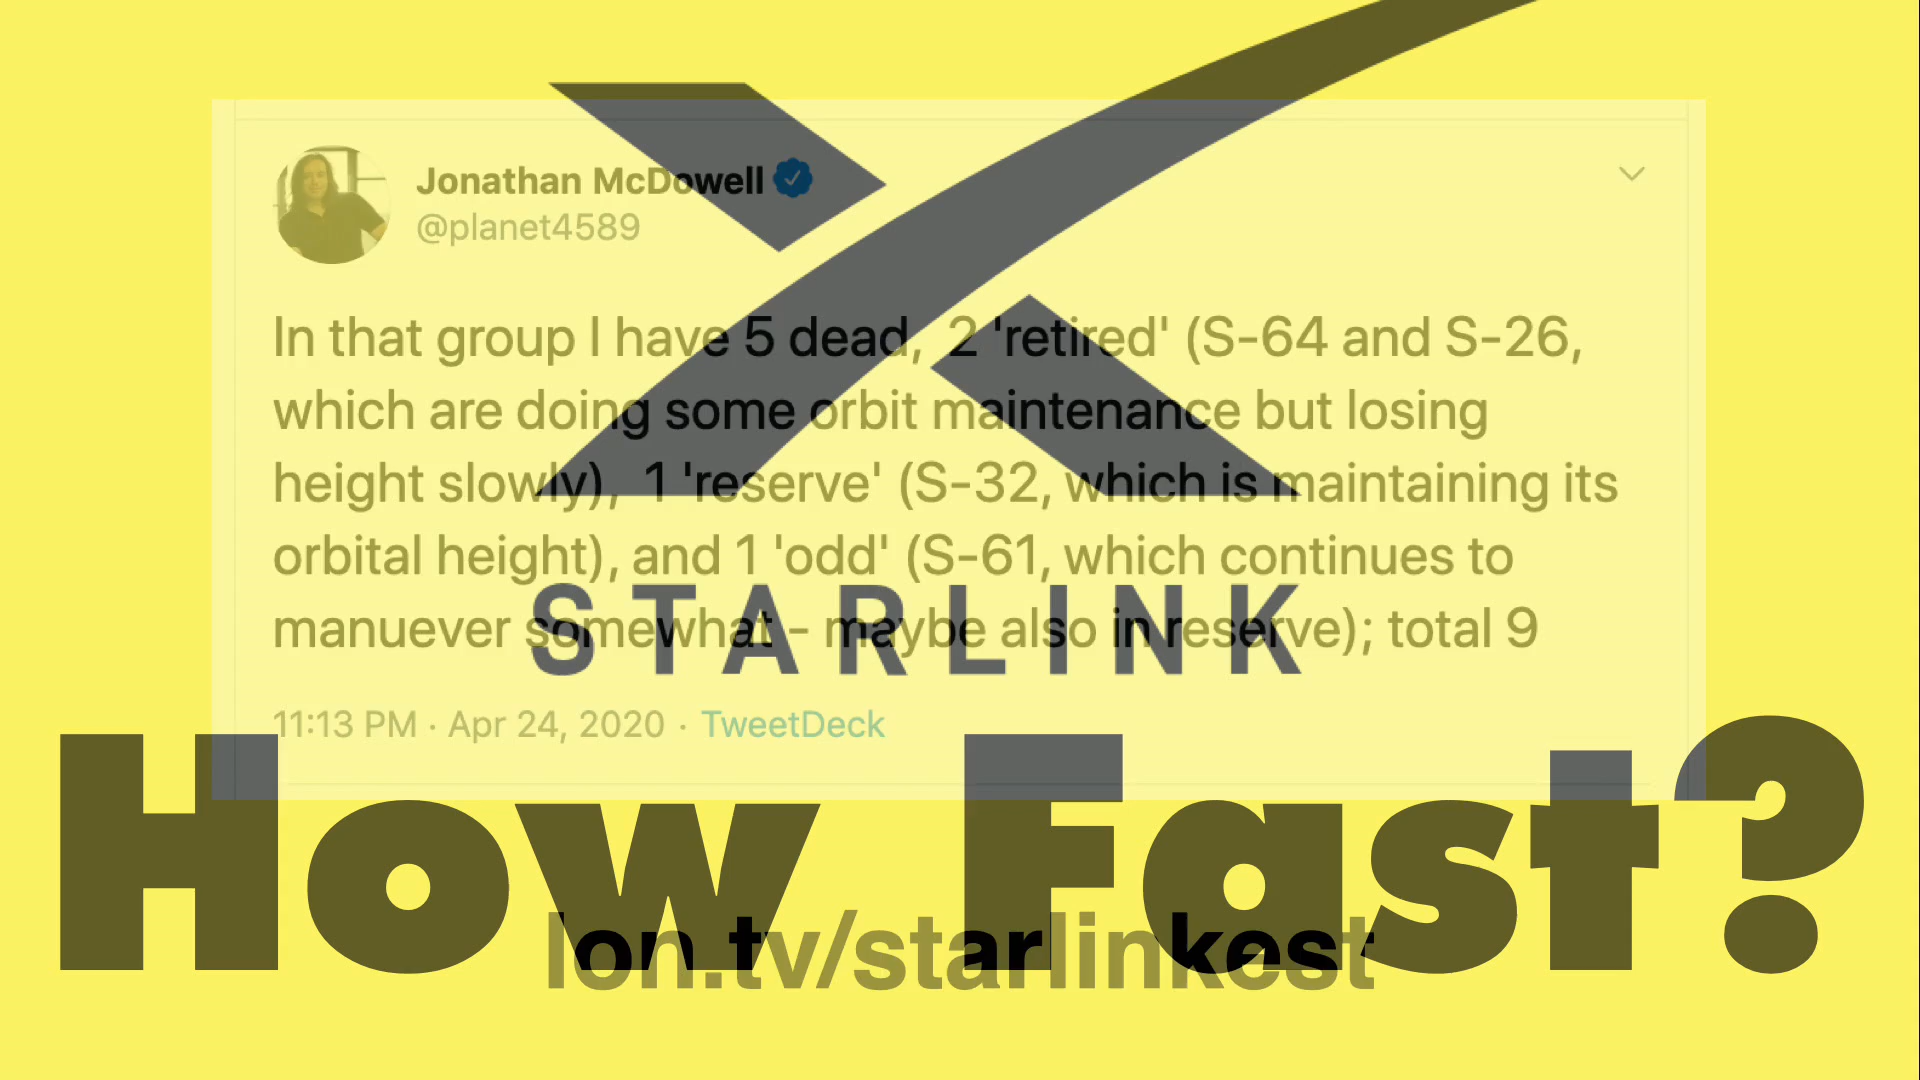 Jonathan McDowell
@planet4589
In that group I have 5 dead, 2 'retired' (S-64 and S-26,
which are doing some orbit maintenance but losing
height slowly), 1 'reserve' (S-32, which is maintaining its
orbital height), and 1 'odd' (S-61, which continues to
manuever somewhat - maybe also in reserve); total 9
STARLINK
11:13 PM · Apr 24, 2020 · TweetDeck
How Fast?
lon.tv/starlinkest